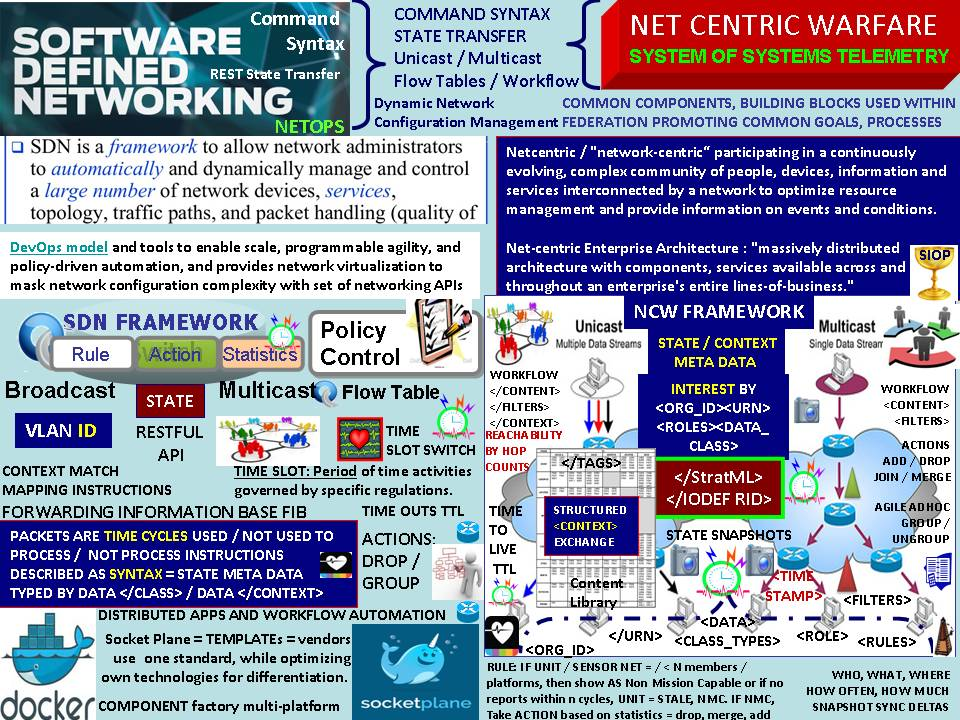 SOFTWARE
DEFINED
NETWORKING
Command
Syntax
REST State Transfer
NETOPS
COMMAND SYNTAX
STATE TRANSFER
Unicast / Multicast
Flow Tables / Workflow
Dynamic Network
Configuration Management
NET CENTRIC WARFARE
SYSTEM OF SYSTEMS TELEMETRY
COMMON COMPONENTS, BUILDING BLOCKS USED WITHIN
FEDERATION PROMOTING COMMON GOALS, PROCESSES
SDN is a framework to allow network administrators
to automatically and dynamically manage and control
a large number of network devices, services,
topology, traffic paths, and packet handling (quality of
DevOps model and tools to enable scale, programmable agility, and
policy-driven automation, and provides network virtualization to
mask network configuration complexity with set of networking APIs
Netcentric / "network-centric“ participating in a continuously
evolving, complex community of people, devices, information and
services interconnected by a network to optimize resource
management and provide information on events and conditions.
Net-centric Enterprise Architecture : "massively distributed
architecture with components, services available across and
throughout an enterprise's entire lines-of-business."
SIOP
SDN FRAMEWORK
Rule
Action
Statistics
Policy
Control
Broadcast
STATE
Multicast
Flow Table
VLAN ID
RESTFUL
API
TIME
SLOT SWITCH
CONTEXT MATCH
MAPPING INSTRUCTIONS
TIME SLOT: Period of time activities
governed by specific regulations.
FORWARDING INFORMATION BASE FIB
TIME OUTS TTL
PACKETS ARE TIME CYCLES USED / NOT USED TO
PROCESS / NOT PROCESS INSTRUCTIONS
DESCRIBED AS SYNTAX = STATE META DATA
TYPED BY DATA </CLASS> / DATA </CONTEXT>
ACTIONS:
DROP /
GROUP
DISTRIBUTED APPS AND WORKFLOW AUTOMATION
Socket Plane = TEMPLATEs = vendors
use one standard, while optimizing
own technologies for differentiation.
COMPONENT factory multi-platform
docker
socketplane
NCW FRAMEWORK
Unicast
Multiple Data Streams
Multicast
Single Data Stream
STATE / CONTEXT
META DATA
INTEREST BY
<ORG_ID><URN>
<ROLES><DATA_
CLASS>
WORKFLOW
</CONTENT>
</FILTERS>
</CONTEXT>
REACHABILITY
BY HOP
COUNTS
WORKFLOW
<CONTENT>
<FILTERS>
</TAGS>
</StratML>
</IODEF RID>
ACTIONS
ADD / DROP
JOIN / MERGE
STRUCTURED
<CONTEXT>
EXCHANGE
TIME
TO
LIVE
TTL
AGILE ADHOC
GROUP /
UNGROUP
STATE SNAPSHOTS
Content
Library
<TIME
STAMP>
<FILTERS>
<ORG_ID>
</URN>
<DATA>
<CLASS_TYPES>
<ROLE>
<RULES>
RULE: IF UNIT / SENSOR NET = / < N members /
platforms, then show AS Non Mission Capable or if no
reports within n cycles, UNIT = STALE, NMC. IF NMC,
Take ACTION based on statistics = drop, merge, add
WHO, WHAT, WHERE
HOW OFTEN, HOW MUCH
SNAPSHOT SYNC DELTAS